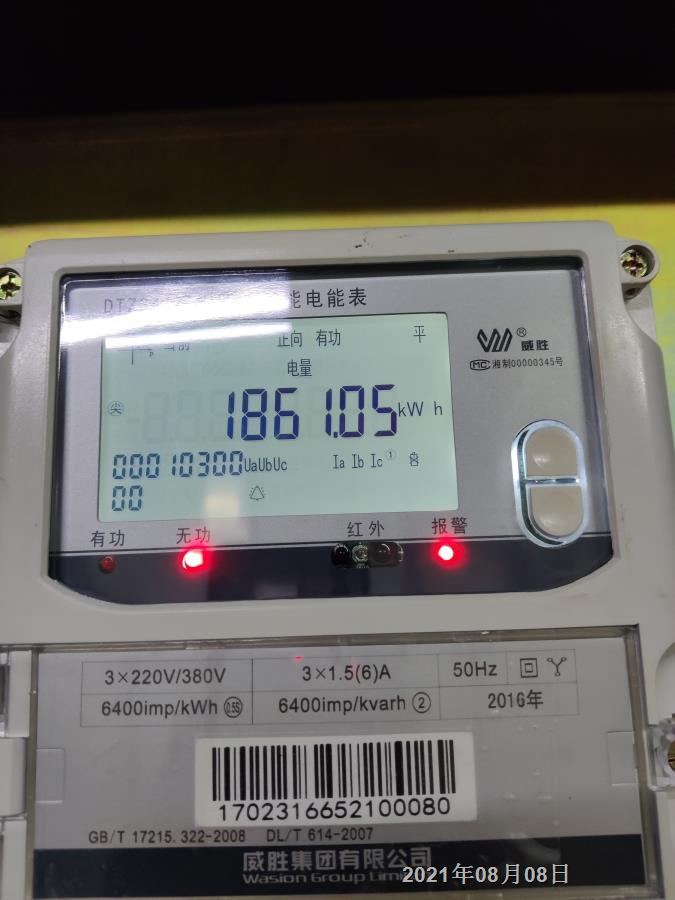 能电能表
正向 有功 平
电量
威胜®
MC 湘制00000345号
尖
1861.05 kW h
00010300 UaUbUc Ia Ib Ic ①
00
有功 无功 红外 报警
3×220V/380V 3×1.5(6)A 50Hz
6400imp/kWh 0.5S 6400imp/kvarh ② 2016年
1702316652100080
GB/T 17215.322-2008 DL/T 614-2007
威胜集团有限公司
Wasion Group
2021年08月08日